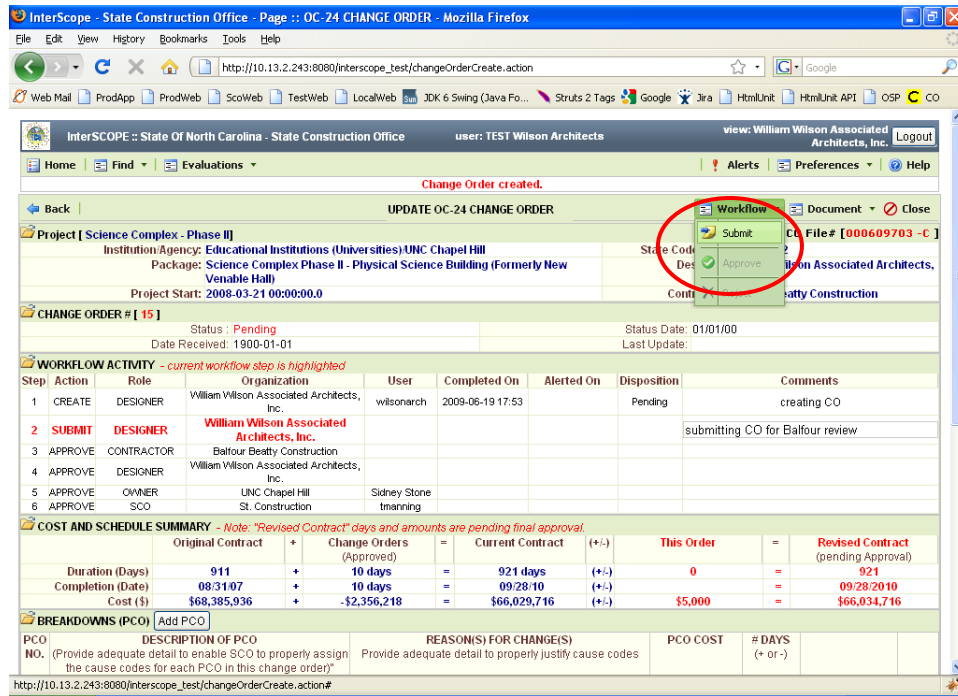 InterScope - State Construction Office - Page :: OC-24 CHANGE ORDER - Mozilla Firefox
File Edit View History Bookmarks Tools Help
http://10.13.2.243:8080/interscope_test/changeOrderCreate.action
G Google
Web Mail ProdApp ProdWeb ScoWeb TestWeb LocalWeb Sun JDK 6 Swing (Java Fo... Struts 2 Tags Google Jira HtmlUnit HtmlUnit API OSP C CO
InterSCOPE :: State Of North Carolina - State Construction Office user: TEST Wilson Architects view: William Wilson Associated Architects, Inc. Logout
Home Find Evaluations Alerts Preferences Help
Change Order created.
Back UPDATE OC-24 CHANGE ORDER Workflow Document Close
Project [ Science Complex - Phase II] Submit CO File# [000609703 -C ]
Institution/Agency: Educational Institutions (Universities)/UNC Chapel Hill State Code 2
Package: Science Complex Phase II - Physical Science Building (Formerly New Venable Hall) Approve Associated Architects,
Project Start: 2008-03-21 00:00:00.0 Beatty Construction
CHANGE ORDER # [ 15 ]
Status : Pending Status Date: 01/01/00
Date Received: 1900-01-01 Last Update:
WORKFLOW ACTIVITY - current workflow step is highlighted
Step Action Role Organization User Completed On Alerted On Disposition Comments
1 CREATE DESIGNER William Wilson Associated Architects, Inc. wilsonarch 2009-06-19 17:53 Pending creating CO
2 SUBMIT DESIGNER William Wilson Associated Architects, Inc. submitting CO for Balfour review
3 APPROVE CONTRACTOR Balfour Beatty Construction
4 APPROVE DESIGNER William Wilson Associated Architects, Inc.
5 APPROVE OWNER UNC Chapel Hill Sidney Stone
6 APPROVE SCO St. Construction tmanning
COST AND SCHEDULE SUMMARY - Note: "Revised Contract" days and amounts are pending final approval.
Original Contract + Change Orders (Approved) = Current Contract (+/-) This Order = Revised Contract (pending Approval)
Duration (Days) 911 + 10 days = 921 days (+/-) 0 = 921
Completion (Date) 08/31/07 + 10 days = 09/28/10 (+/-) = 09/28/2010
Cost ($) $68,385,936 + -$2,356,218 = $66,029,716 (+/-) $5,000 = $66,034,716
BREAKDOWNS (PCO) Add PCO
PCO NO. DESCRIPTION OF PCO REASON(S) FOR CHANGE(S) PCO COST # DAYS
(Provide adequate detail to enable SCO to properly assign the cause codes for each PCO in this change order)" Provide adequate detail to properly justify cause codes (+ or -)
http://10.13.2.243:8080/interscope_test/changeOrderCreate.action#